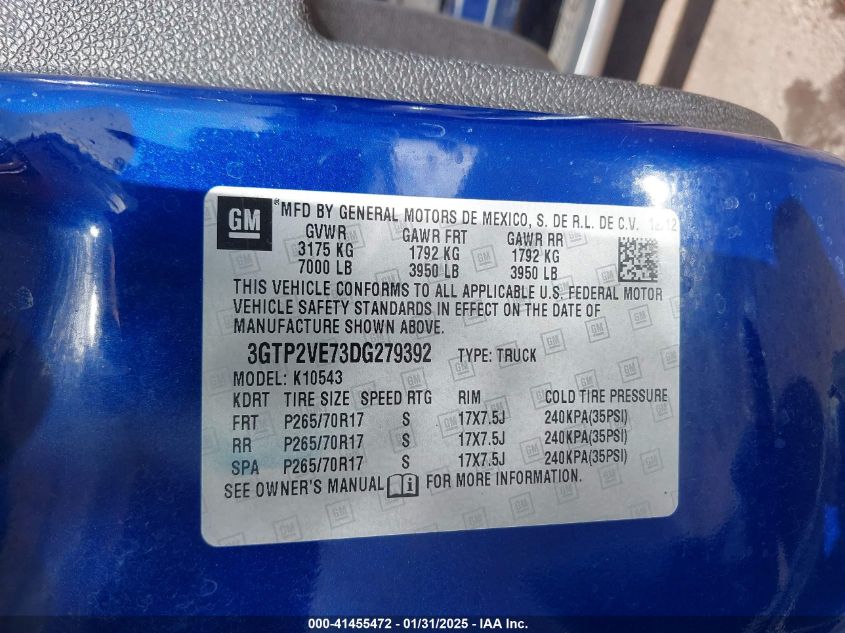 GM ® MFD BY GENERAL MOTORS DE MEXICO, S. DE R.L. DE C.V.
GVWR GAWR FRT GAWR RR
3175 KG 1792 KG 1792 KG
7000 LB 3950 LB 3950 LB
THIS VEHICLE CONFORMS TO ALL APPLICABLE U.S. FEDERAL MOTOR
VEHICLE SAFETY STANDARDS IN EFFECT ON THE DATE OF
MANUFACTURE SHOWN ABOVE.
3GTP2VE73DG279392 TYPE: TRUCK
MODEL: K10543
KDRT TIRE SIZE SPEED RTG RIM COLD TIRE PRESSURE
FRT P265/70R17 S 17X7.5J 240KPA(35PSI)
RR P265/70R17 S 17X7.5J 240KPA(35PSI)
SPA P265/70R17 S 17X7.5J 240KPA(35PSI)
SEE OWNER'S MANUAL FOR MORE INFORMATION.
000-41455472 - 01/31/2025 - IAA Inc.